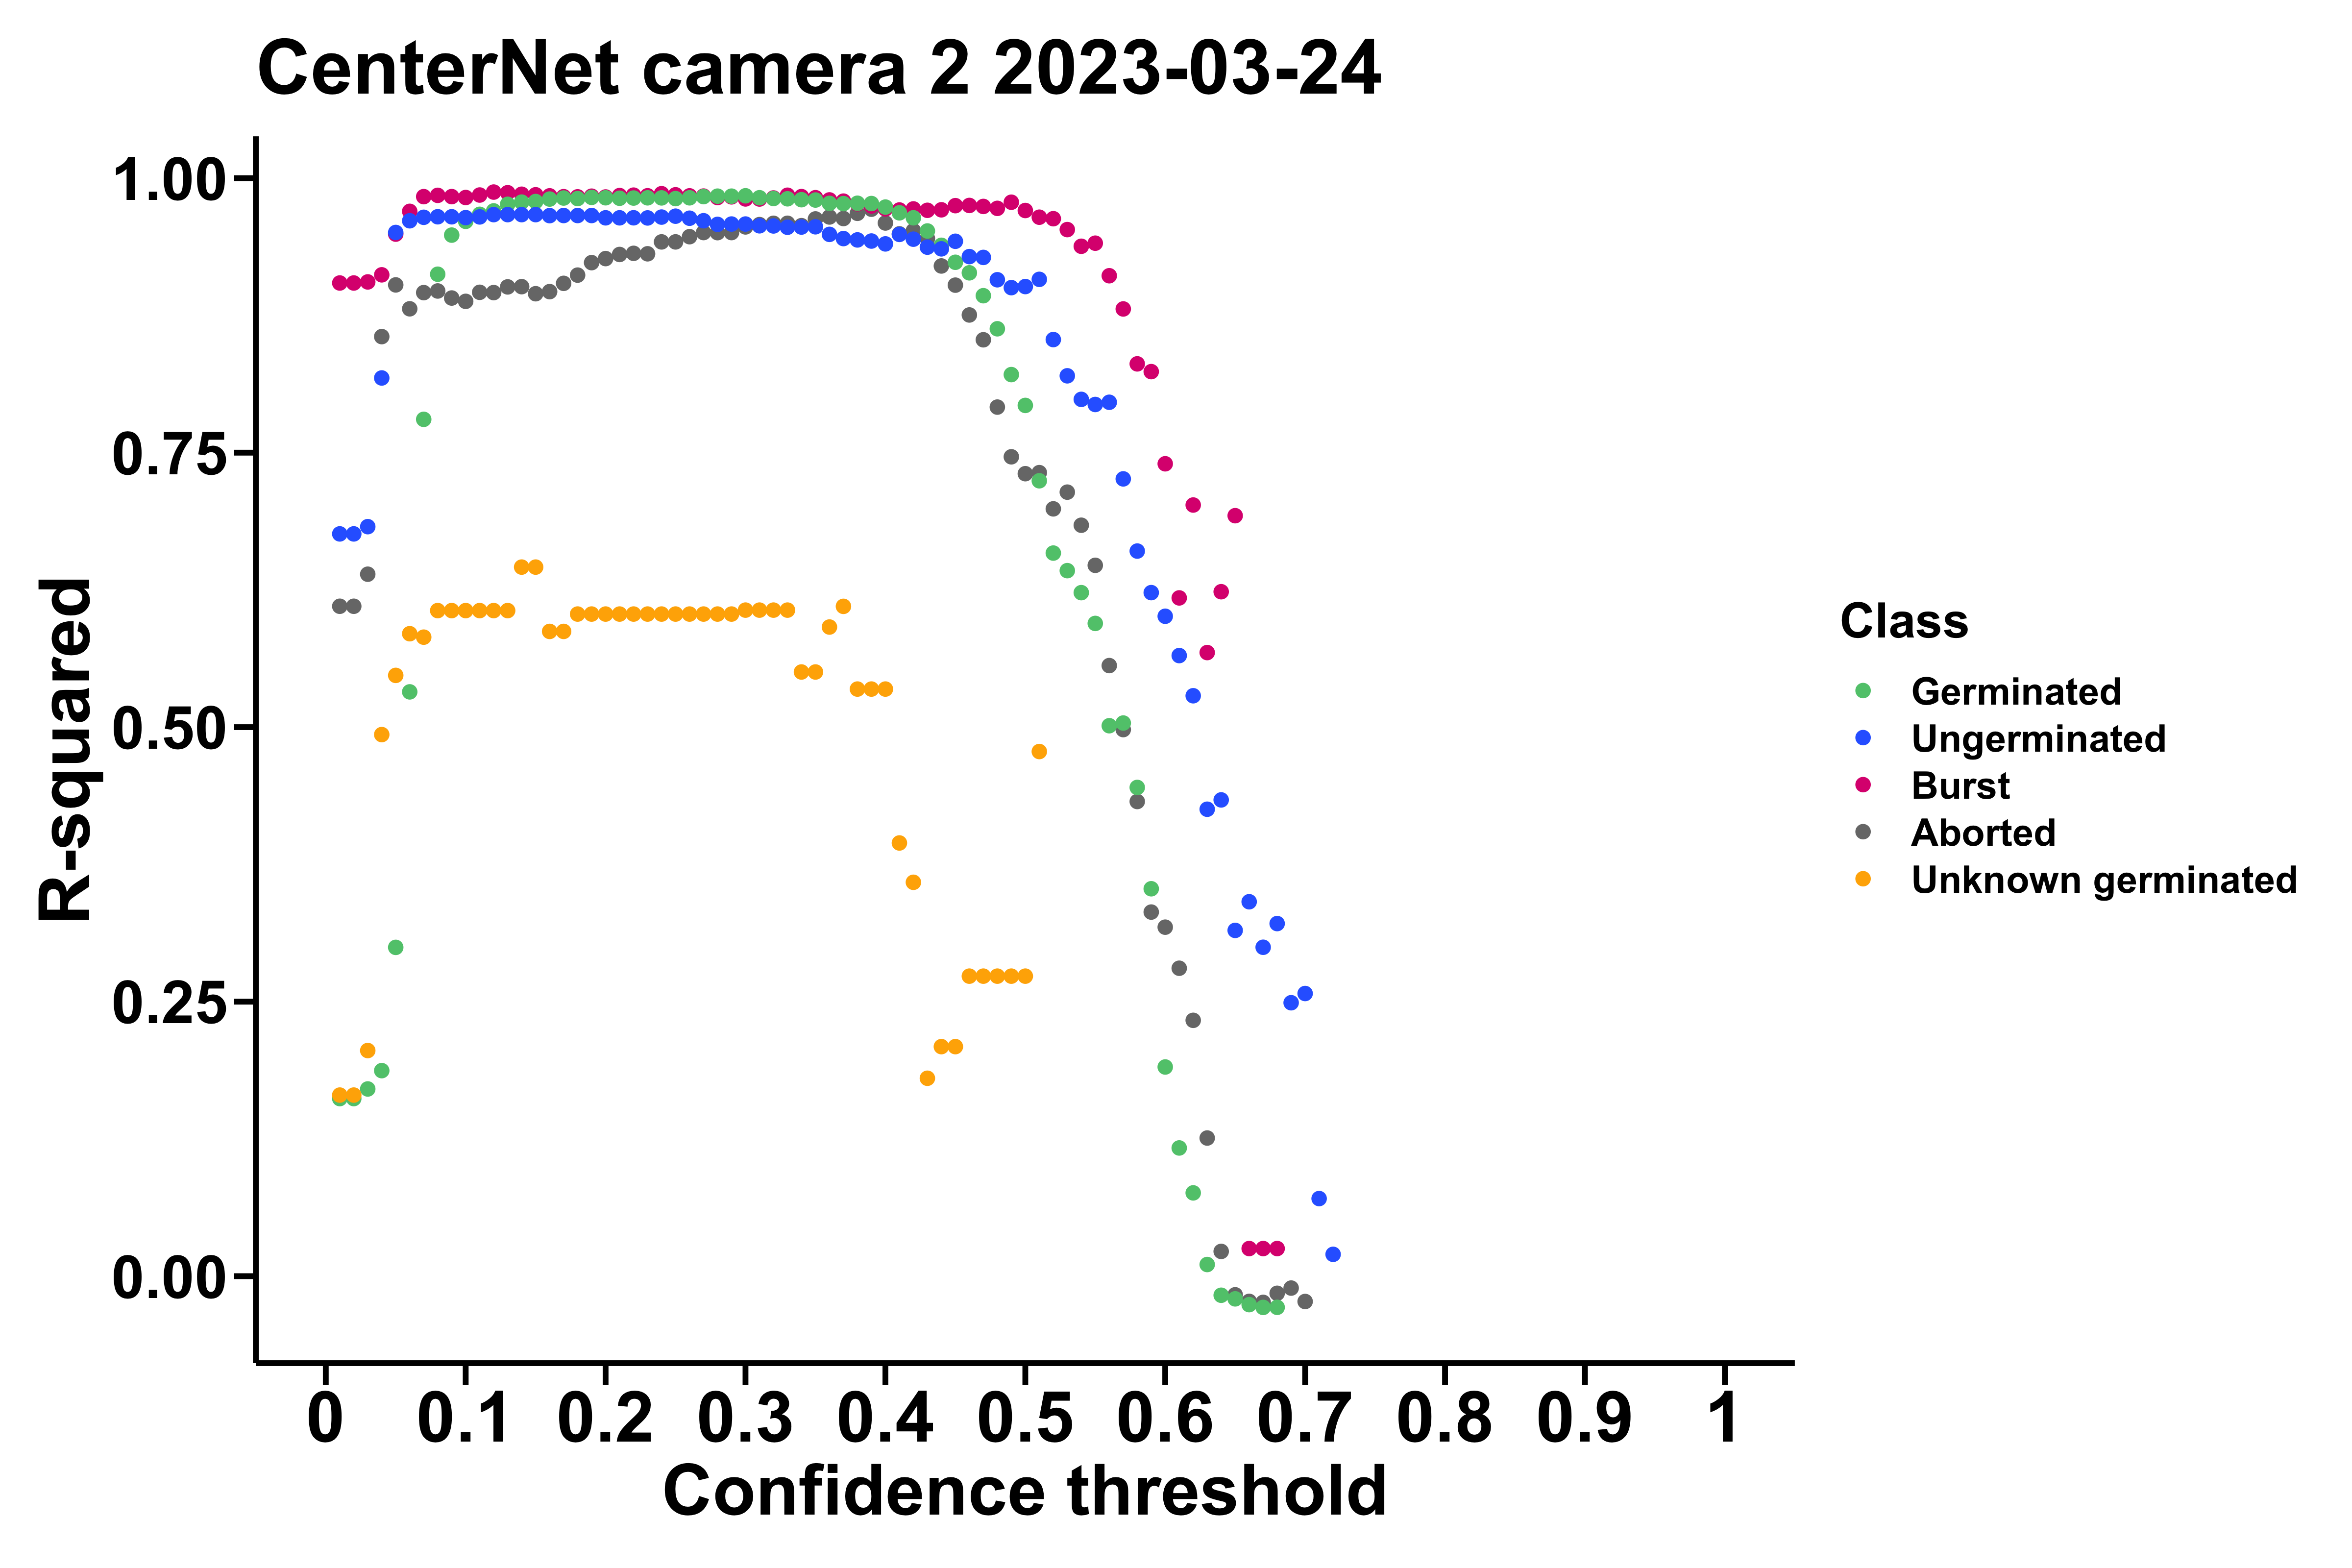 CenterNet camera 2 2023-03-24
1.00
0.75
0.50
0.25
0.00
R-squared
0 0.1 0.2 0.3 0.4 0.5 0.6 0.7 0.8 0.9 1
Confidence threshold
Class
Germinated
Ungerminated
Burst
Aborted
Unknown germinated